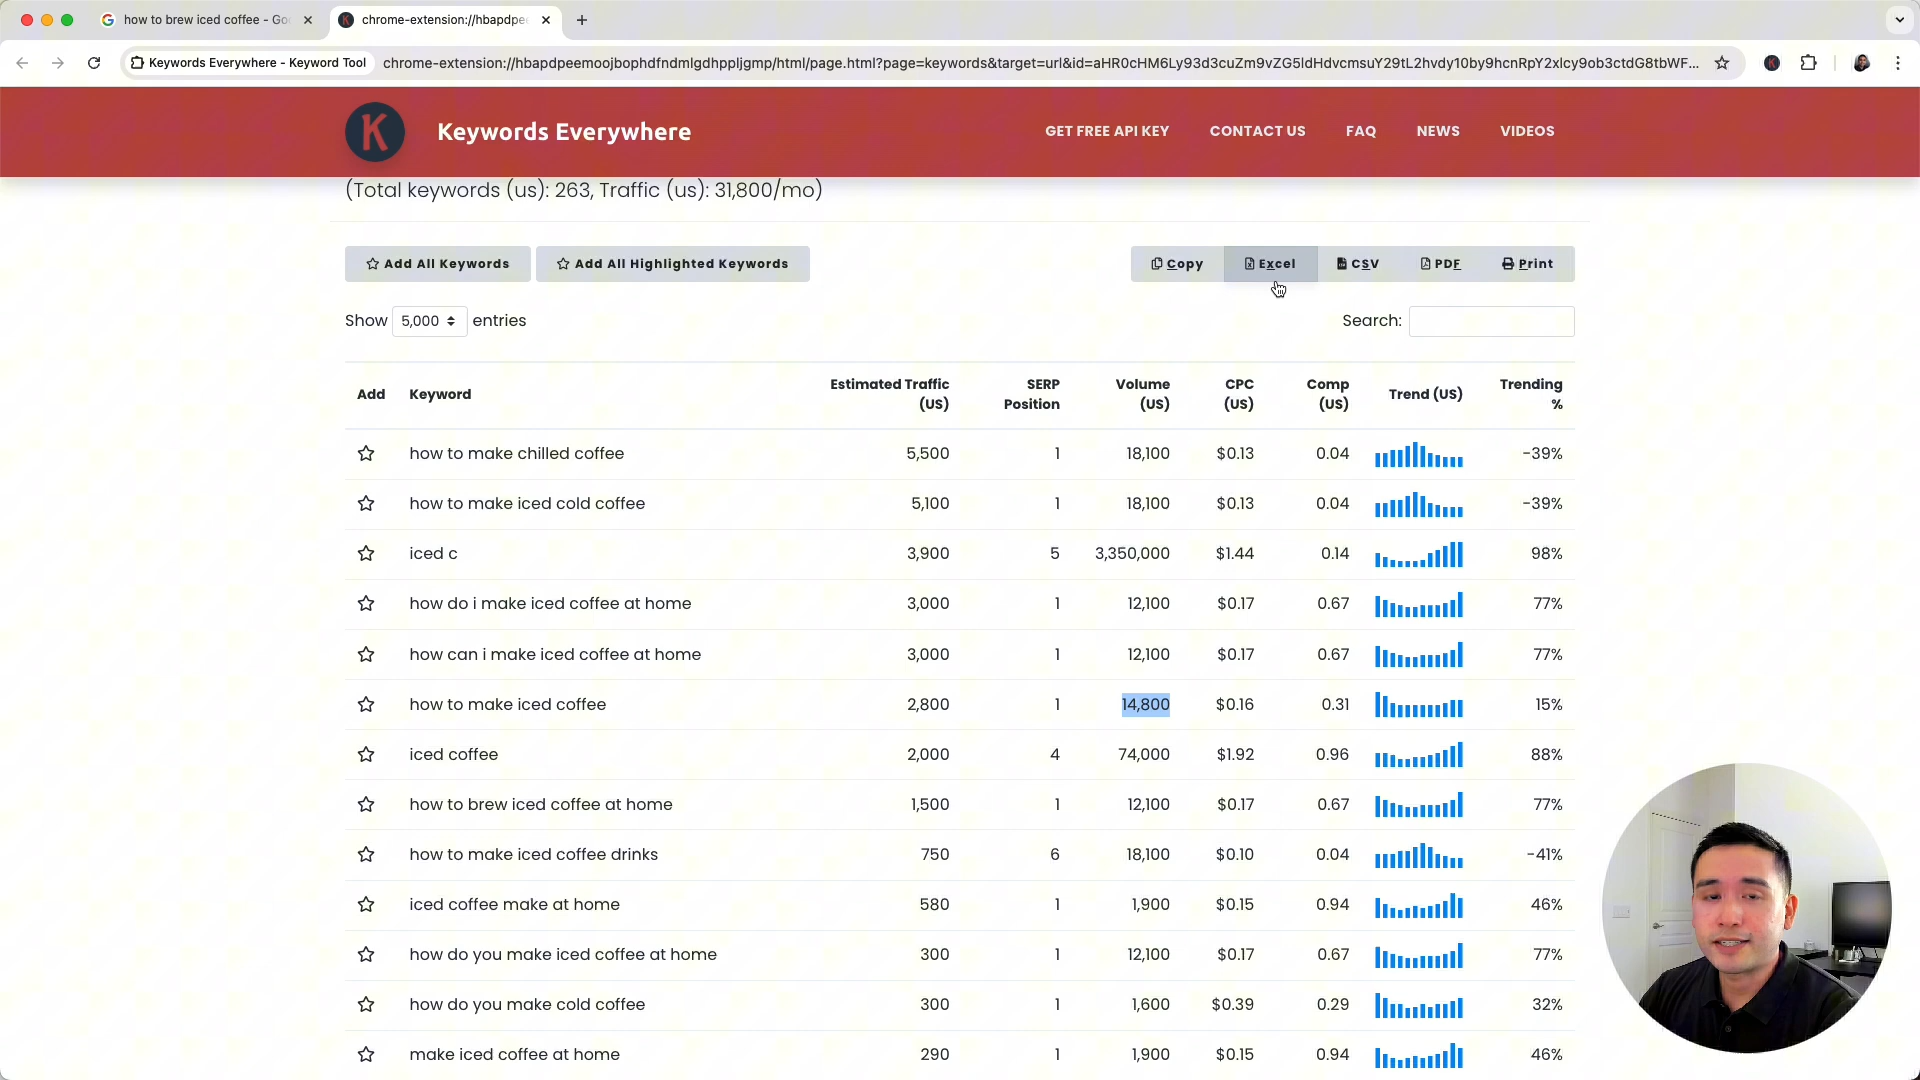 how to brew iced coffee - Go
chrome-extension://hbapdpee
Keywords Everywhere - Keyword Tool
chrome-extension://hbapdpeemoojbophdfndmlgdhppljgmp/html/page.html?page=keywords&target=url&id=aHR0cHM6Ly93d3cuZm9vZG5ldHdvcmsuY29tL2hvdy10by9hcnRpY2xlcy9ob3ctdG8tbWF...
K
Keywords Everywhere
GET FREE API KEY
CONTACT US
FAQ
NEWS
VIDEOS
(Total keywords (us): 263, Traffic (us): 31,800/mo)
Add All Keywords
Add All Highlighted Keywords
Copy
Excel
CSV
PDF
Print
Show 5,000 entries
Search:
Add Keyword Estimated Traffic (US) SERP Position Volume (US) CPC (US) Comp (US) Trend (US) Trending %
how to make chilled coffee 5,500 1 18,100 $0.13 0.04 -39%
how to make iced cold coffee 5,100 1 18,100 $0.13 0.04 -39%
iced c 3,900 5 3,350,000 $1.44 0.14 98%
how do i make iced coffee at home 3,000 1 12,100 $0.17 0.67 77%
how can i make iced coffee at home 3,000 1 12,100 $0.17 0.67 77%
how to make iced coffee 2,800 1 14,800 $0.16 0.31 15%
iced coffee 2,000 4 74,000 $1.92 0.96 88%
how to brew iced coffee at home 1,500 1 12,100 $0.17 0.67 77%
how to make iced coffee drinks 750 6 18,100 $0.10 0.04 -41%
iced coffee make at home 580 1 1,900 $0.15 0.94 46%
how do you make iced coffee at home 300 1 12,100 $0.17 0.67 77%
how do you make cold coffee 300 1 1,600 $0.39 0.29 32%
make iced coffee at home 290 1 1,900 $0.15 0.94 46%